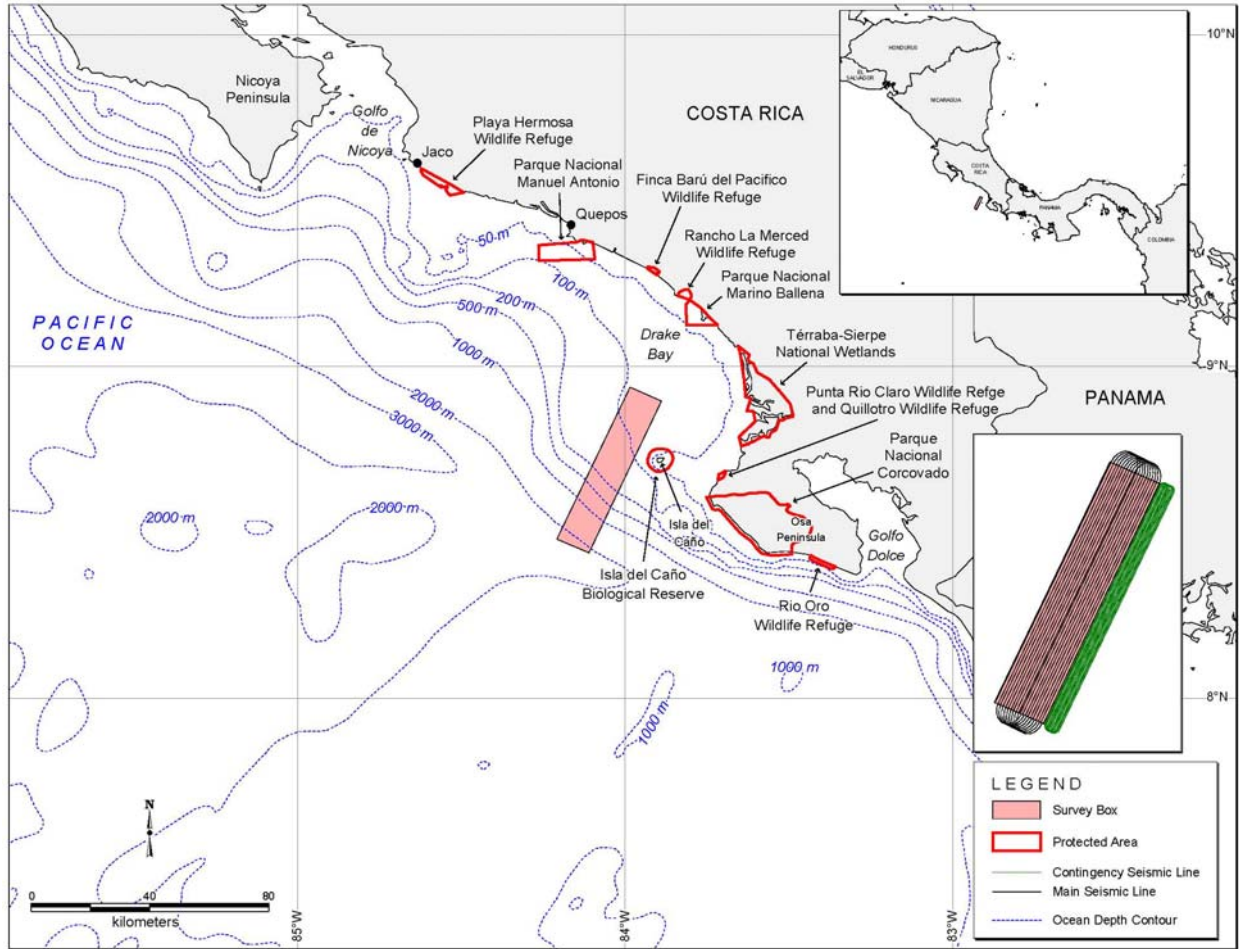 10°N
HONDURUS
EL
SALVADOR
NICARAGUA
COSTA
RICA
PANAMA
COLOMBIA
Nicoya
Peninsula
Golfo
de
Nicoya
COSTA RICA
Playa Hermosa
Wildlife Refuge
Jaco
Parque Nacional
Manuel Antonio
Finca Barú del Pacifico
Wildlife Refuge
Quepos
Rancho La Merced
Wildlife Refuge
50 m
100 m
200 m
500 m
1000 m
2000 m
3000 m
Parque Nacional
Marino Ballena
PACIFIC
OCEAN
Drake
Bay
Térraba-Sierpe
National Wetlands
9°N
PANAMA
Punta Rio Claro Wildlife Refge
and Quillotro Wildlife Refuge
Parque
Nacional
Corcovado
2000 m
2000 m
Isla del
Caño
Osa
Peninsula
Golfo
Dolce
Isla del Caño
Biological Reserve
Rio Oro
Wildlife Refuge
1000 m
1000 m
8°N
LEGEND
Survey Box
Protected Area
Contingency Seismic Line
Main Seismic Line
Ocean Depth Contour
N
0 40 80
kilometers
85°W
84°W
83°W